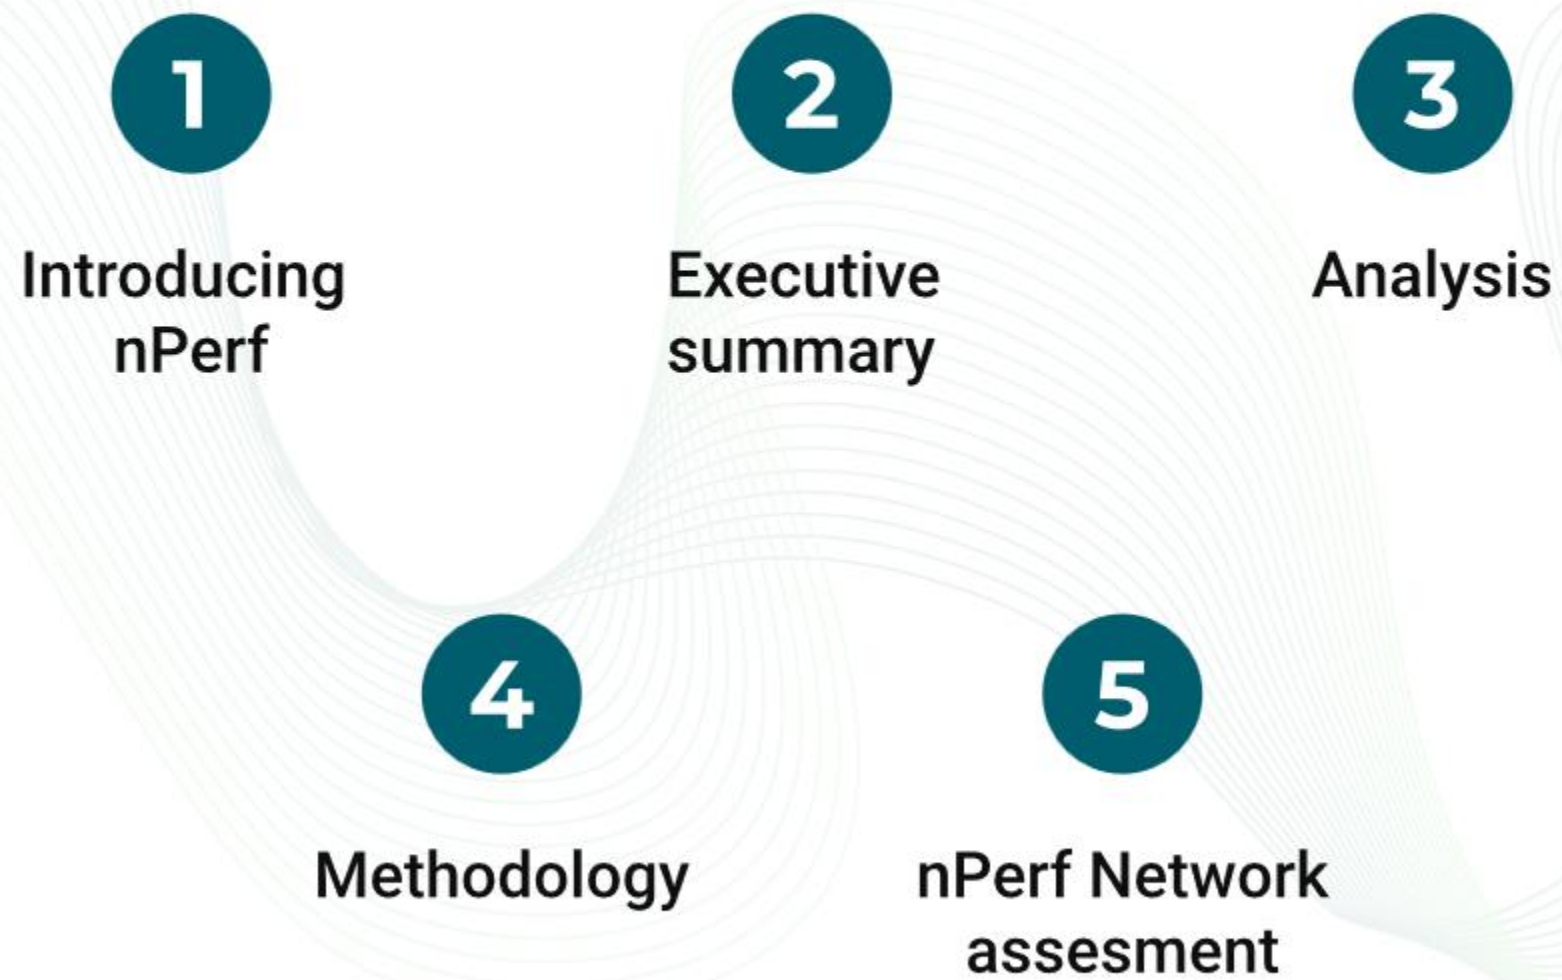 1
Introducing
nPerf
2
Executive
summary
3
Analysis
4
Methodology
5
nPerf Network
assesment